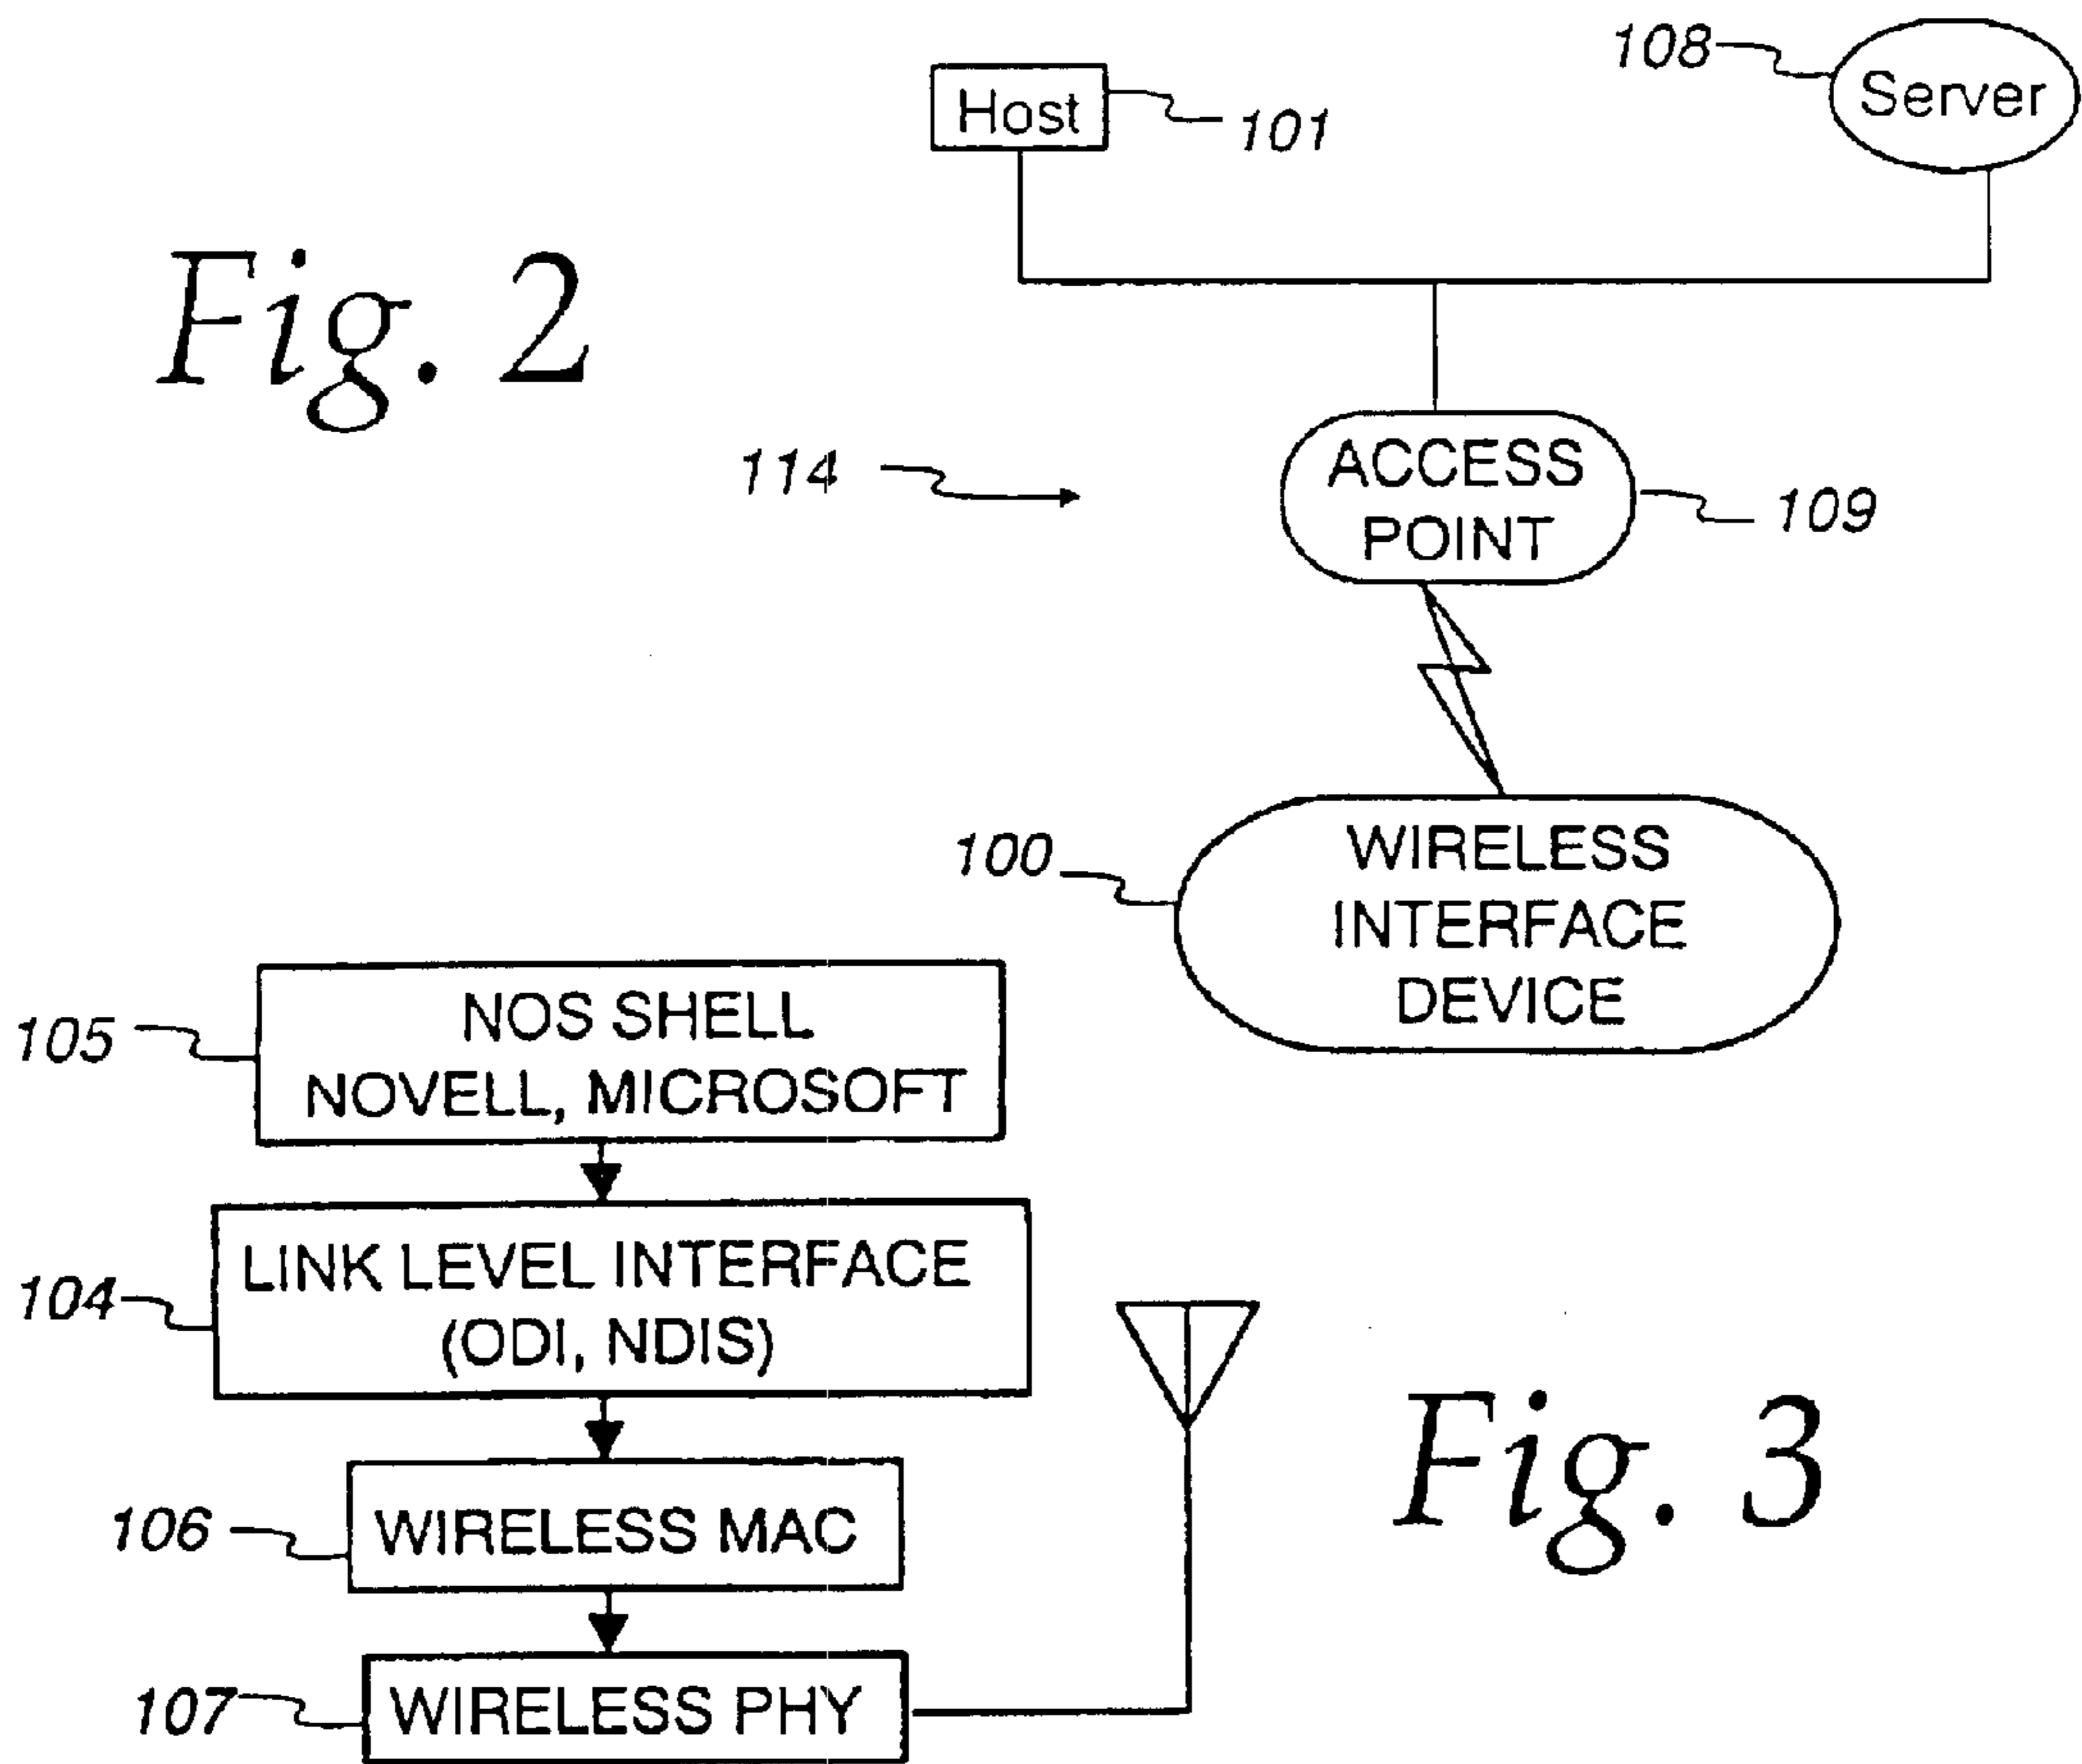 108
Server
Host
101
Fig. 2
114
ACCESS
POINT
109
100
WIRELESS
INTERFACE
DEVICE
105
NOS SHELL
NOVELL, MICROSOFT
104
LINK LEVEL INTERFACE
(ODI, NDIS)
Fig. 3
106
WIRELESS MAC
107
WIRELESS PHY